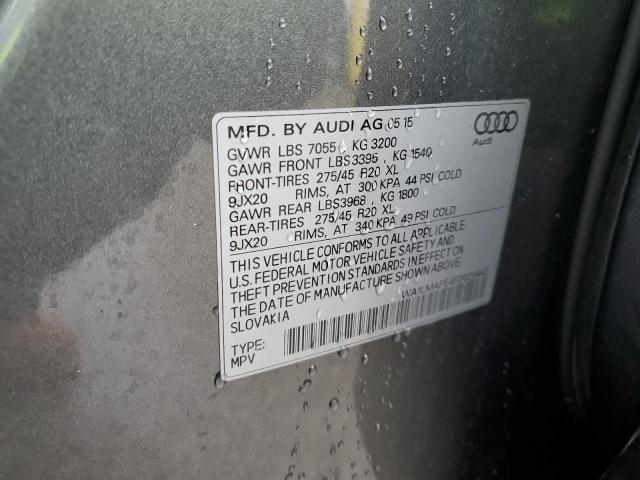 MFD. BY AUDI AG 05 15
Audi
GVWR LBS 7055 KG 3200
GAWR FRONT LBS3395, KG 1540
FRONT-TIRES 275/45 R20 XL
9JX20 RIMS, AT 300 KPA 44 PSI COLD
GAWR REAR LBS3968, KG 1800
REAR-TIRES 275/45 R20 XL
9JX20 RIMS, AT 340 KPA 49 PSI COLD
THIS VEHICLE CONFORMS TO ALL APPLICABLE
U.S. FEDERAL MOTOR VEHICLE SAFETY AND
THEFT PREVENTION STANDARDS IN EFFECT ON
THE DATE OF MANUFACTURE SHOWN ABOVE.
SLOVAKIA
TYPE:
MPV